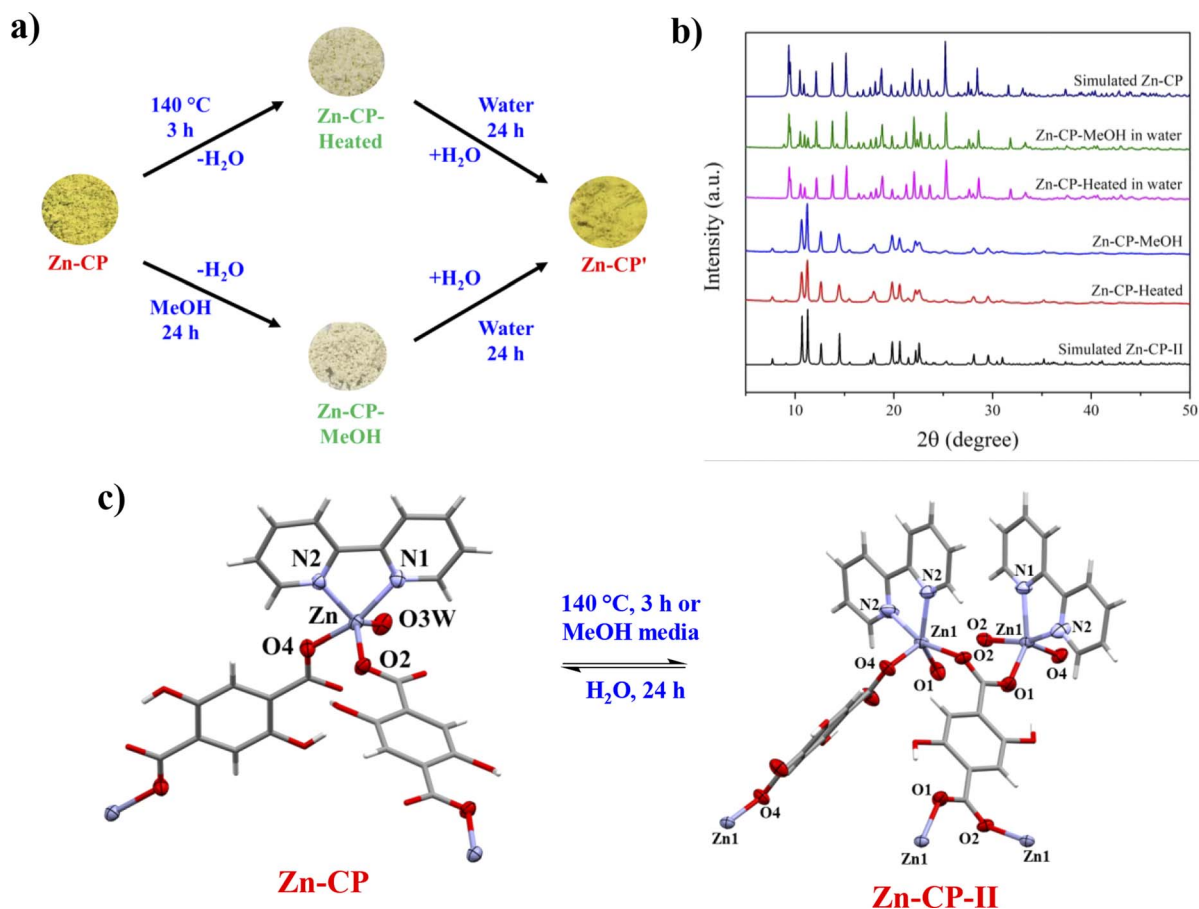 a)
140 °C
3 h
-H₂O
Zn-CP-
Heated
Water
24 h
+H₂O
Zn-CP
Zn-CP'
-H₂O
MeOH
24 h
Zn-CP-
MeOH
+H₂O
Water
24 h
b)
Intensity (a.u.)
Simulated Zn-CP
Zn-CP-MeOH in water
Zn-CP-Heated in water
Zn-CP-MeOH
Zn-CP-Heated
Simulated Zn-CP-II
10 20 30 40 50
2θ (degree)
c)
N2 N1
Zn O3W
O4 O2
Zn-CP
140 °C, 3 h or
MeOH media
H₂O, 24 h
N2 N1
N2 Zn1 O2 Zn1 N2
O4 O1 O2 O1 O4
O1
O4 O2
Zn1 Zn1 Zn1
Zn-CP-II